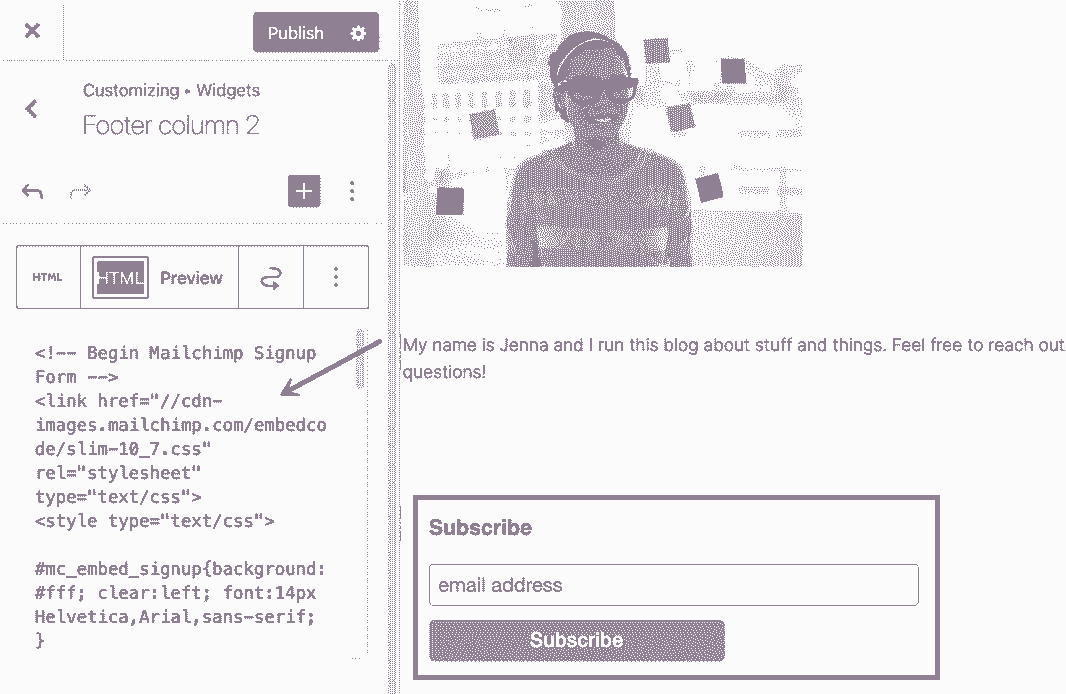 Publish
Customizing • Widgets
Footer column 2
HTML
HTML
Preview
<!-- Begin Mailchimp Signup
Form -->
<link href="//cdn-
images.mailchimp.com/embedco
de/slim-10_7.css"
rel="stylesheet"
type="text/css">
<style type="text/css">
#mc_embed_signup{background:
#fff; clear:left; font:14px
Helvetica,Arial,sans-serif;
}
My name is Jenna and I run this blog about stuff and things. Feel free to reach out
questions!
Subscribe
email address
Subscribe